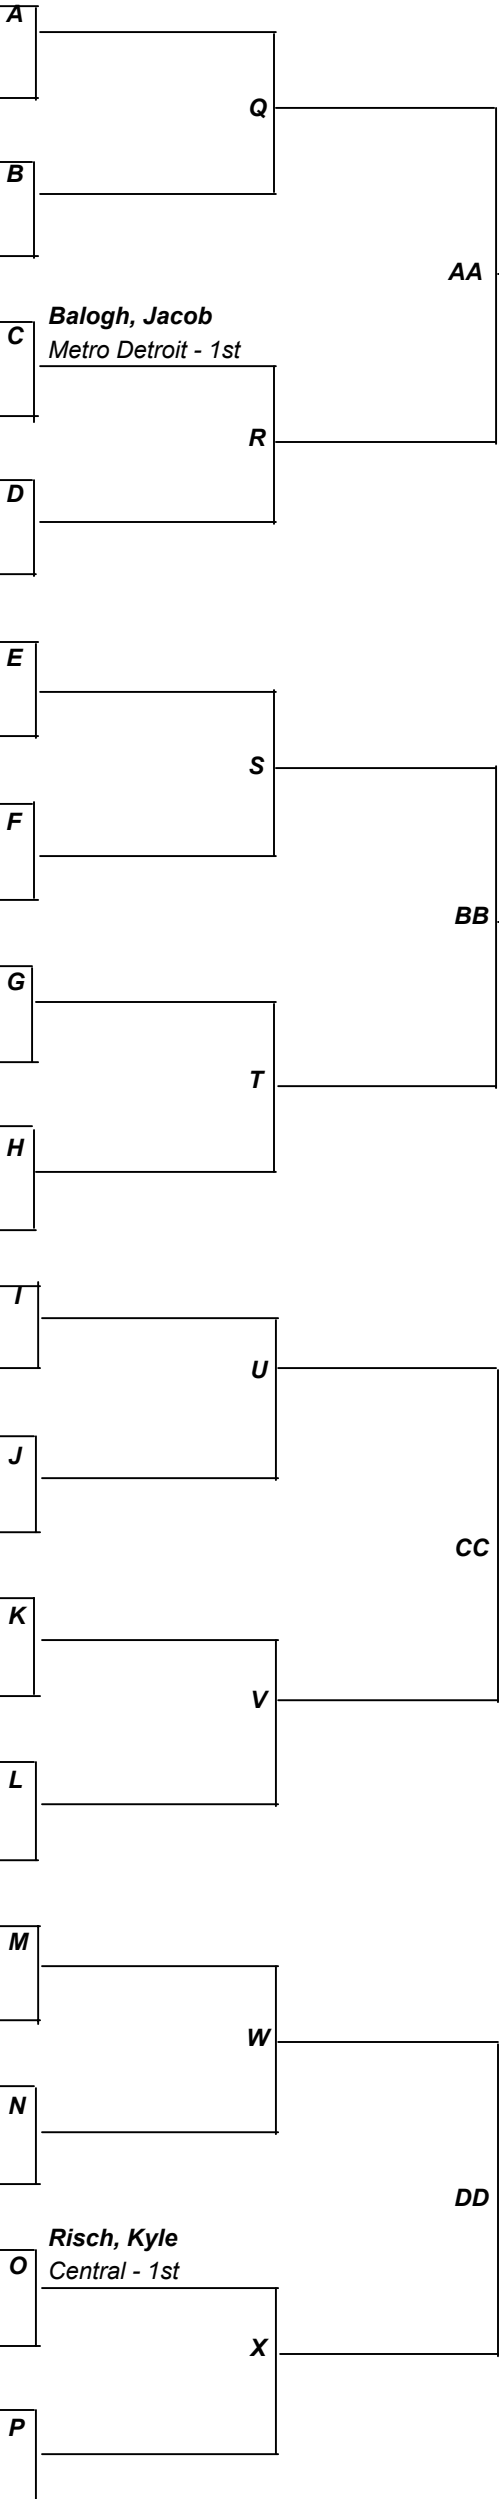 A
Q
B
AA
Balogh, Jacob
C
Metro Detroit - 1st
R
D
E
S
F
BB
G
T
H
I
U
J
CC
K
V
L
M
W
N
DD
Risch, Kyle
O
Central - 1st
X
P